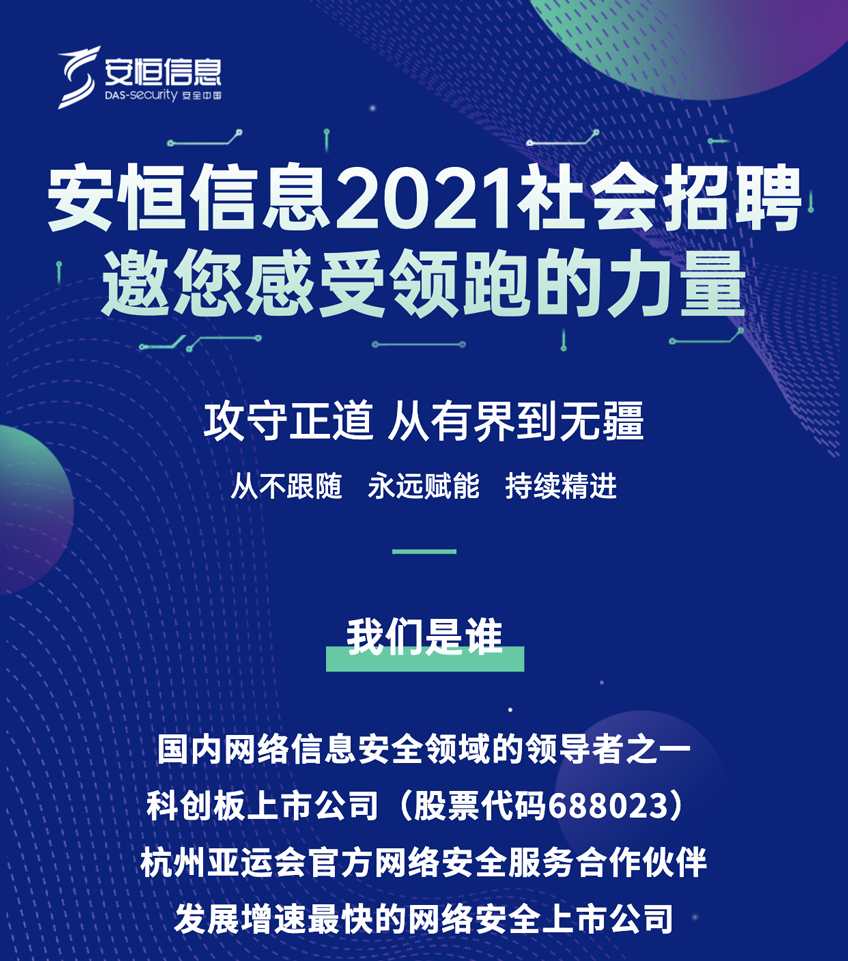 安恒信息
DAS-security 安全中国
安恒信息2021社会招聘
邀您感受领跑的力量
攻守正道 从有界到无疆
从不跟随 永远赋能 持续精进
我们是谁
国内网络信息安全领域的领导者之一
科创板上市公司（股票代码688023）
杭州亚运会官方网络安全服务合作伙伴
发展增速最快的网络安全上市公司